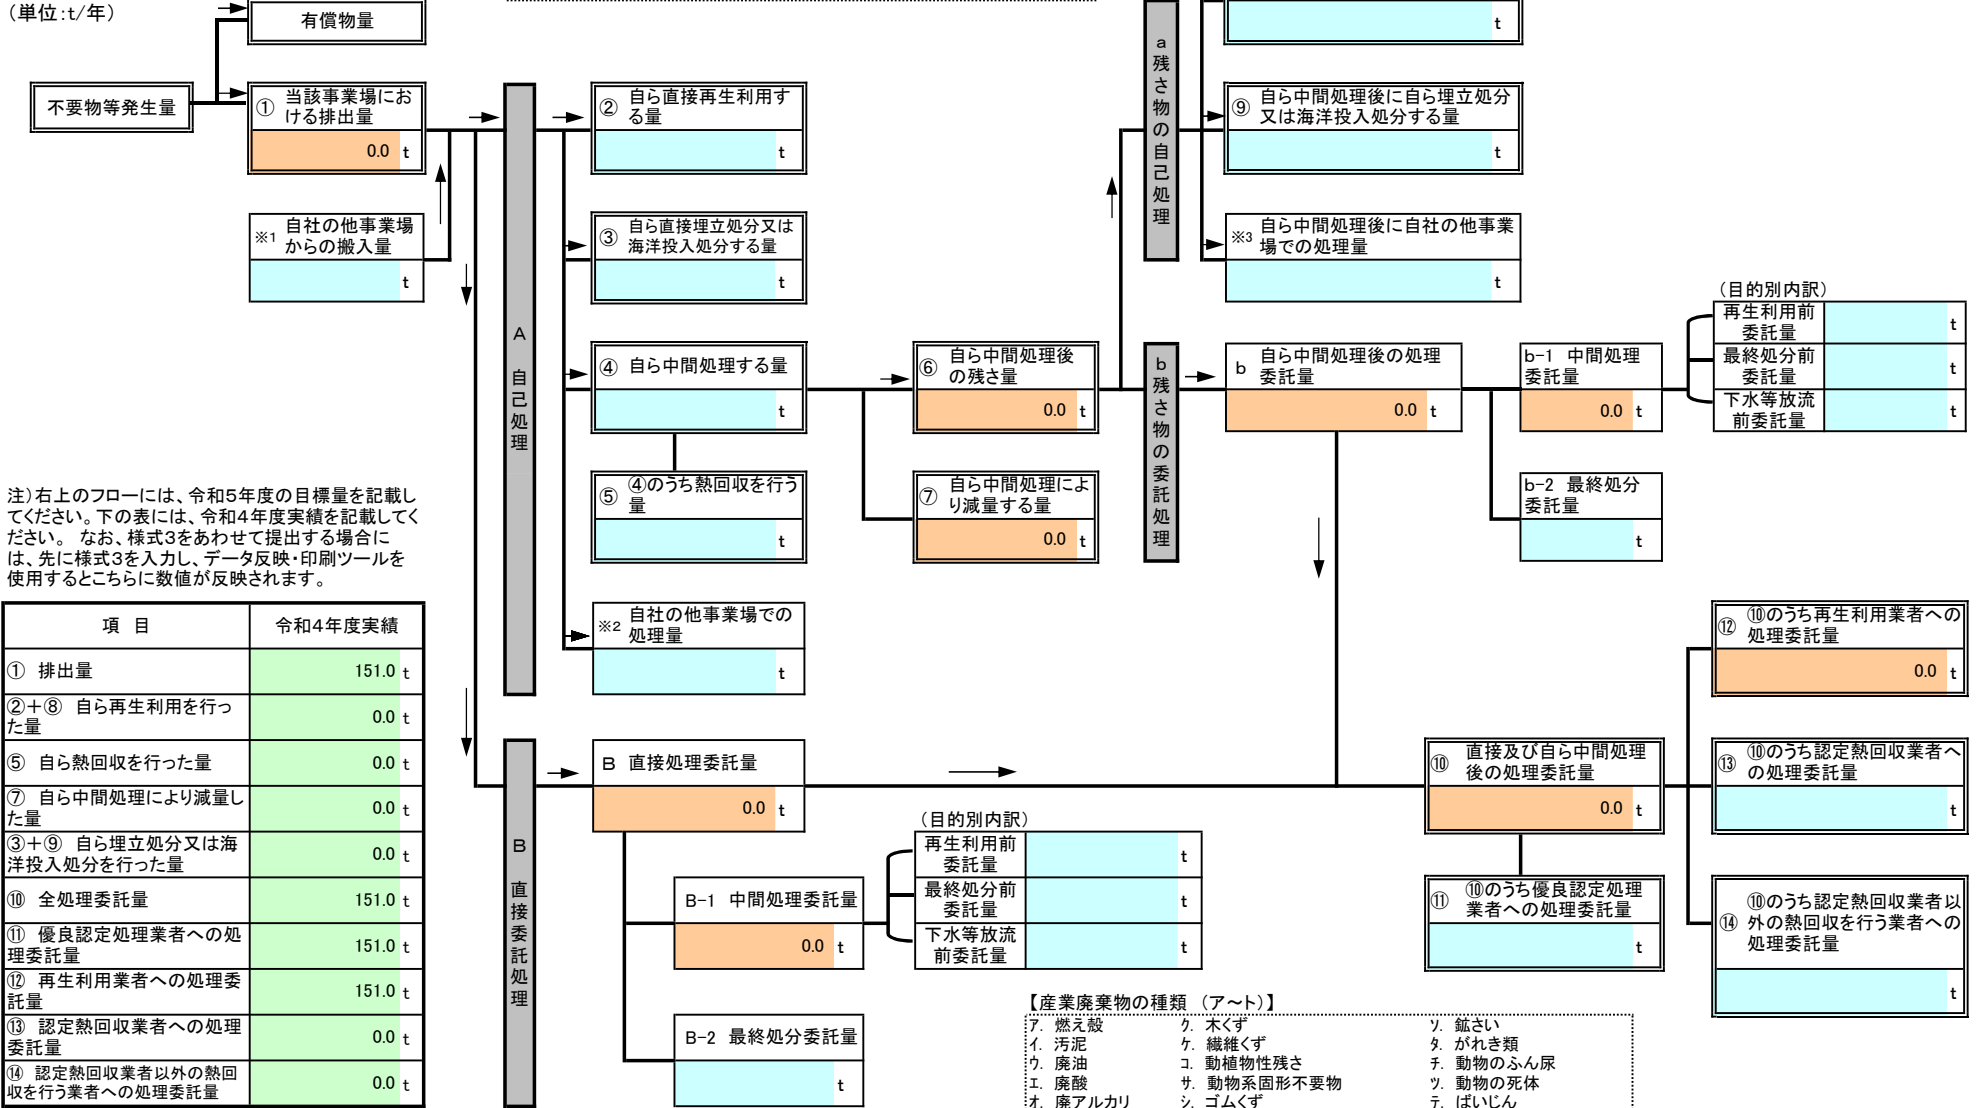 (単位:t/年)
有償物量
不要物等発生量
① 当該事業場にお
ける排出量
0.0 t
※1 自社の他事業場
からの搬入量
t
A 自己処理
② 自ら直接再生利用す
る量
t
③ 自ら直接埋立処分又は
海洋投入処分する量
t
④ 自ら中間処理する量
t
⑤ ④のうち熱回収を行う
量
t
※2 自社の他事業場での
処理量
t
⑥ 自ら中間処理後
の残さ量
0.0 t
⑦ 自ら中間処理によ
り減量する量
0.0 t
a 残さ物の自己処理
t
⑨ 自ら中間処理後に自ら埋立処分
又は海洋投入処分する量
t
※3 自ら中間処理後に自社の他事業
場での処理量
t
b 残さ物の委託処理
b 自ら中間処理後の処理
委託量
0.0 t
b-1 中間処理
委託量
0.0 t
(目的別内訳)
再生利用前
委託量
t
最終処分前
委託量
t
下水等放流
前委託量
t
b-2 最終処分
委託量
t
注)右上のフローには、令和5年度の目標量を記載し
てください。下の表には、令和4年度実績を記載してく
ださい。 なお、様式3をあわせて提出する場合に
は、先に様式3を入力し、データ反映・印刷ツールを
使用するとこちらに数値が反映されます。
項 目 令和4年度実績
① 排出量 151.0 t
②+⑧ 自ら再生利用を行っ
た量 0.0 t
⑤ 自ら熱回収を行った量 0.0 t
⑦ 自ら中間処理により減量し
た量 0.0 t
③+⑨ 自ら埋立処分又は海
洋投入処分を行った量 0.0 t
⑩ 全処理委託量 151.0 t
⑪ 優良認定処理業者への処
理委託量 151.0 t
⑫ 再生利用業者への処理委
託量 151.0 t
⑬ 認定熱回収業者への処理
委託量 0.0 t
⑭ 認定熱回収業者以外の熱回
収を行う業者への処理委託量 0.0 t
B 直接委託処理
B 直接処理委託量
0.0 t
B-1 中間処理委託量
0.0 t
(目的別内訳)
再生利用前
委託量
t
最終処分前
委託量
t
下水等放流
前委託量
t
B-2 最終処分委託量
t
⑩ 直接及び自ら中間処理
後の処理委託量
0.0 t
⑪ ⑩のうち優良認定処理
業者への処理委託量
t
⑫ ⑩のうち再生利用業者への
処理委託量
0.0 t
⑬ ⑩のうち認定熱回収業者へ
の処理委託量
t
⑭ ⑩のうち認定熱回収業者以
外の熱回収を行う業者への
処理委託量
t
【産業廃棄物の種類 (ア~ト)】
ア. 燃え殻 ク. 木くず ソ. 鉱さい
イ. 汚泥 ケ. 繊維くず タ. がれき類
ウ. 廃油 コ. 動植物性残さ チ. 動物のふん尿
エ. 廃酸 サ. 動物系固形不要物 ツ. 動物の死体
オ. 廃アルカリ シ. ゴムくず テ. ばいじん